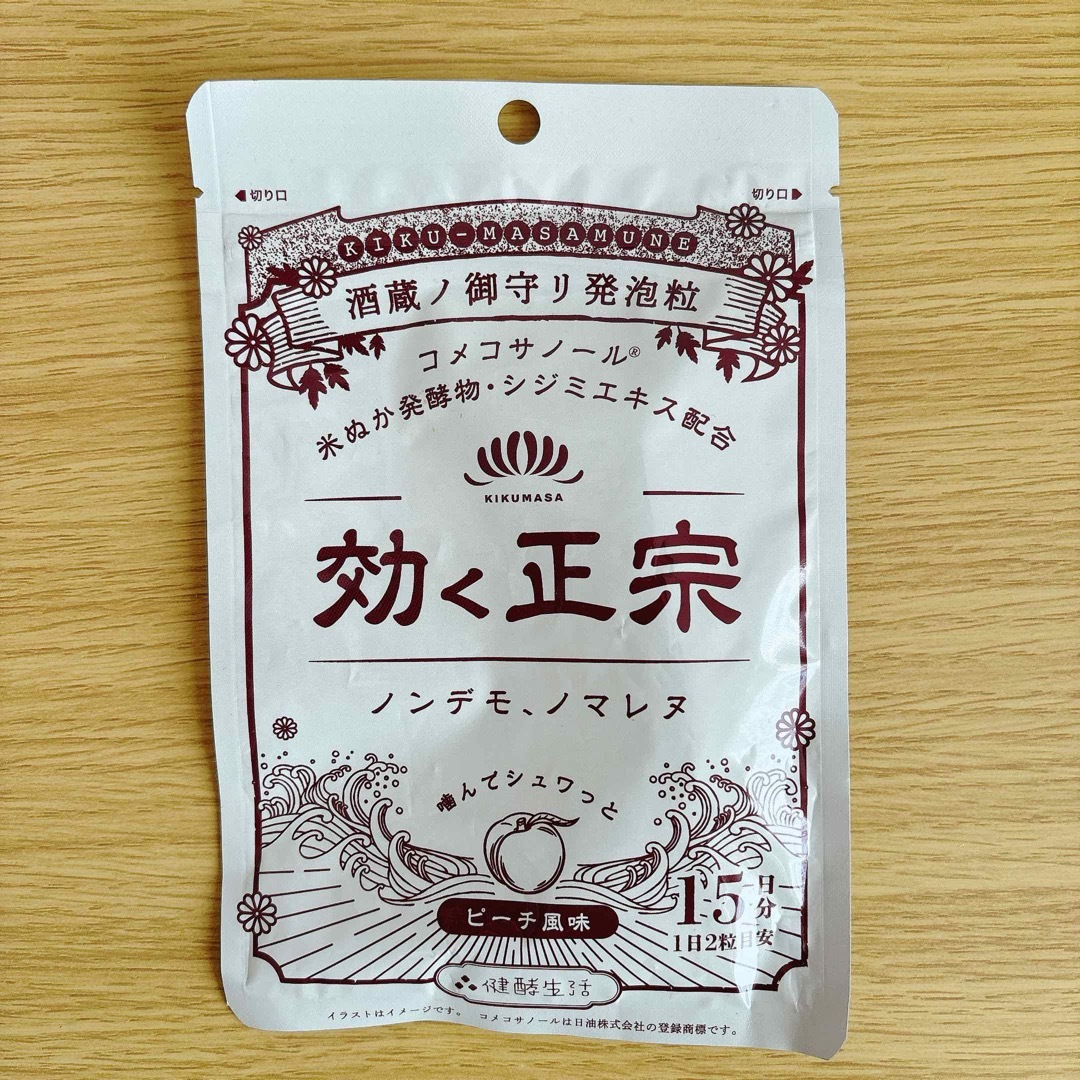 切り口 切り口
KIKU-MASAMUNE
酒蔵ノ御守リ発泡粒
コメコサノール®
米ぬか発酵物・シジミエキス配合
KIKUMASA
効く正宗
ノンデモ、ノマレヌ
噛んでシュワっと
ピーチ風味
15日分
1日2粒目安
健酵生活
イラストはイメージです。 コメコサノールは日油株式会社の登録商標です。